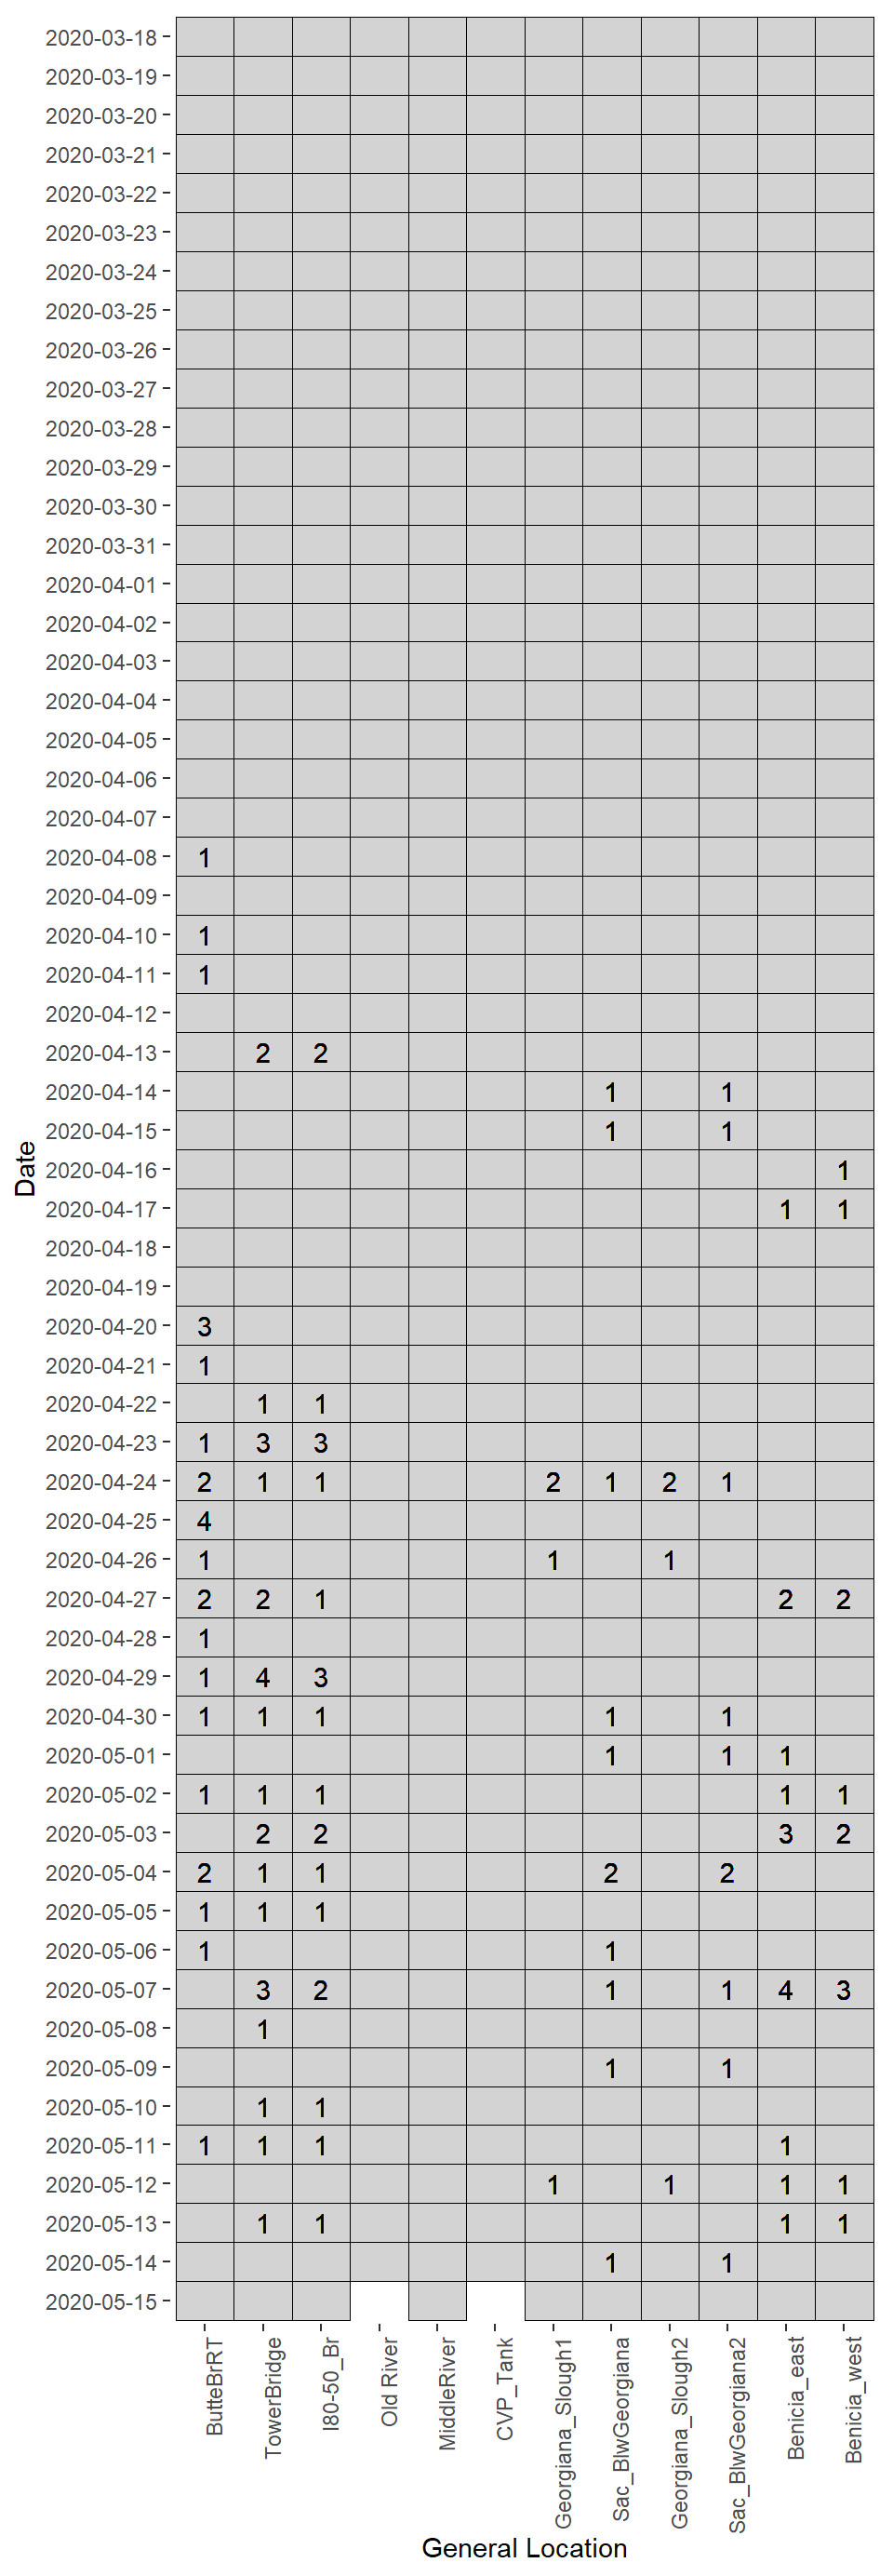 2020-03-18
2020-03-19
2020-03-20
2020-03-21
2020-03-22
2020-03-23
2020-03-24
2020-03-25
2020-03-26
2020-03-27
2020-03-28
2020-03-29
2020-03-30
2020-03-31
2020-04-01
2020-04-02
2020-04-03
2020-04-04
2020-04-05
2020-04-06
2020-04-07
2020-04-08 1
2020-04-09
2020-04-10 1
2020-04-11 1
2020-04-12
2020-04-13 2 2
2020-04-14 1 1
2020-04-15 1 1
Date
2020-04-16 1
2020-04-17 1 1
2020-04-18
2020-04-19
2020-04-20 3
2020-04-21 1
2020-04-22 1 1
2020-04-23 1 3 3
2020-04-24 2 1 1 2 1 2 1
2020-04-25 4
2020-04-26 1 1 1
2020-04-27 2 2 1 2 2
2020-04-28 1
2020-04-29 1 4 3
2020-04-30 1 1 1 1 1
2020-05-01 1 1 1
2020-05-02 1 1 1 1 1
2020-05-03 2 2 3 2
2020-05-04 2 1 1 2 2
2020-05-05 1 1 1
2020-05-06 1 1
2020-05-07 3 2 1 1 4 3
2020-05-08 1
2020-05-09 1 1
2020-05-10 1 1
2020-05-11 1 1 1 1
2020-05-12 1 1 1 1
2020-05-13 1 1 1 1
2020-05-14 1 1
2020-05-15
ButteBrRT
TowerBridge
I80-50_Br
Old River
MiddleRiver
CVP_Tank
Georgiana_Slough1
Sac_BlwGeorgiana
Georgiana_Slough2
Sac_BlwGeorgiana2
Benicia_east
Benicia_west
General Location